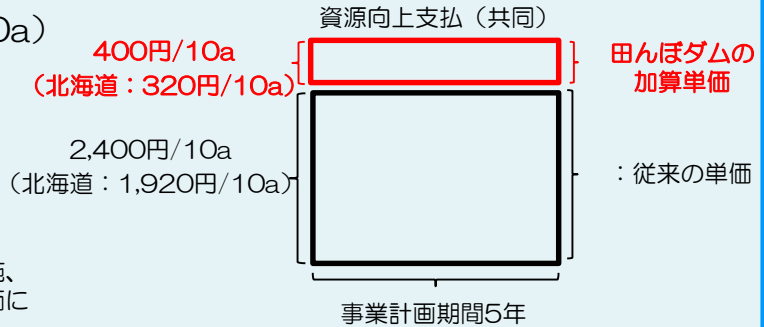 資源向上支払（共同）
0a）
400円/10a
（北海道：320円/10a）
田んぼダムの
加算単価
2,400円/10a
（北海道：1,920円/10a）
：従来の単価
、
価に
事業計画期間5年